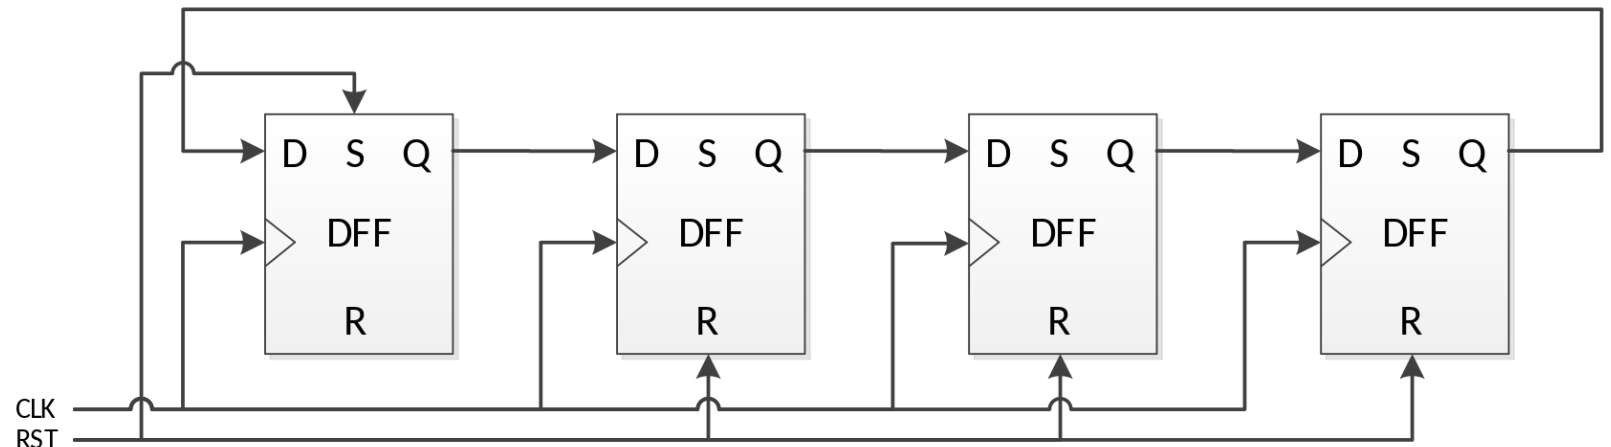 D S Q D S Q D S Q D S Q
DFF DFF DFF DFF
R R R R
CLK
RST